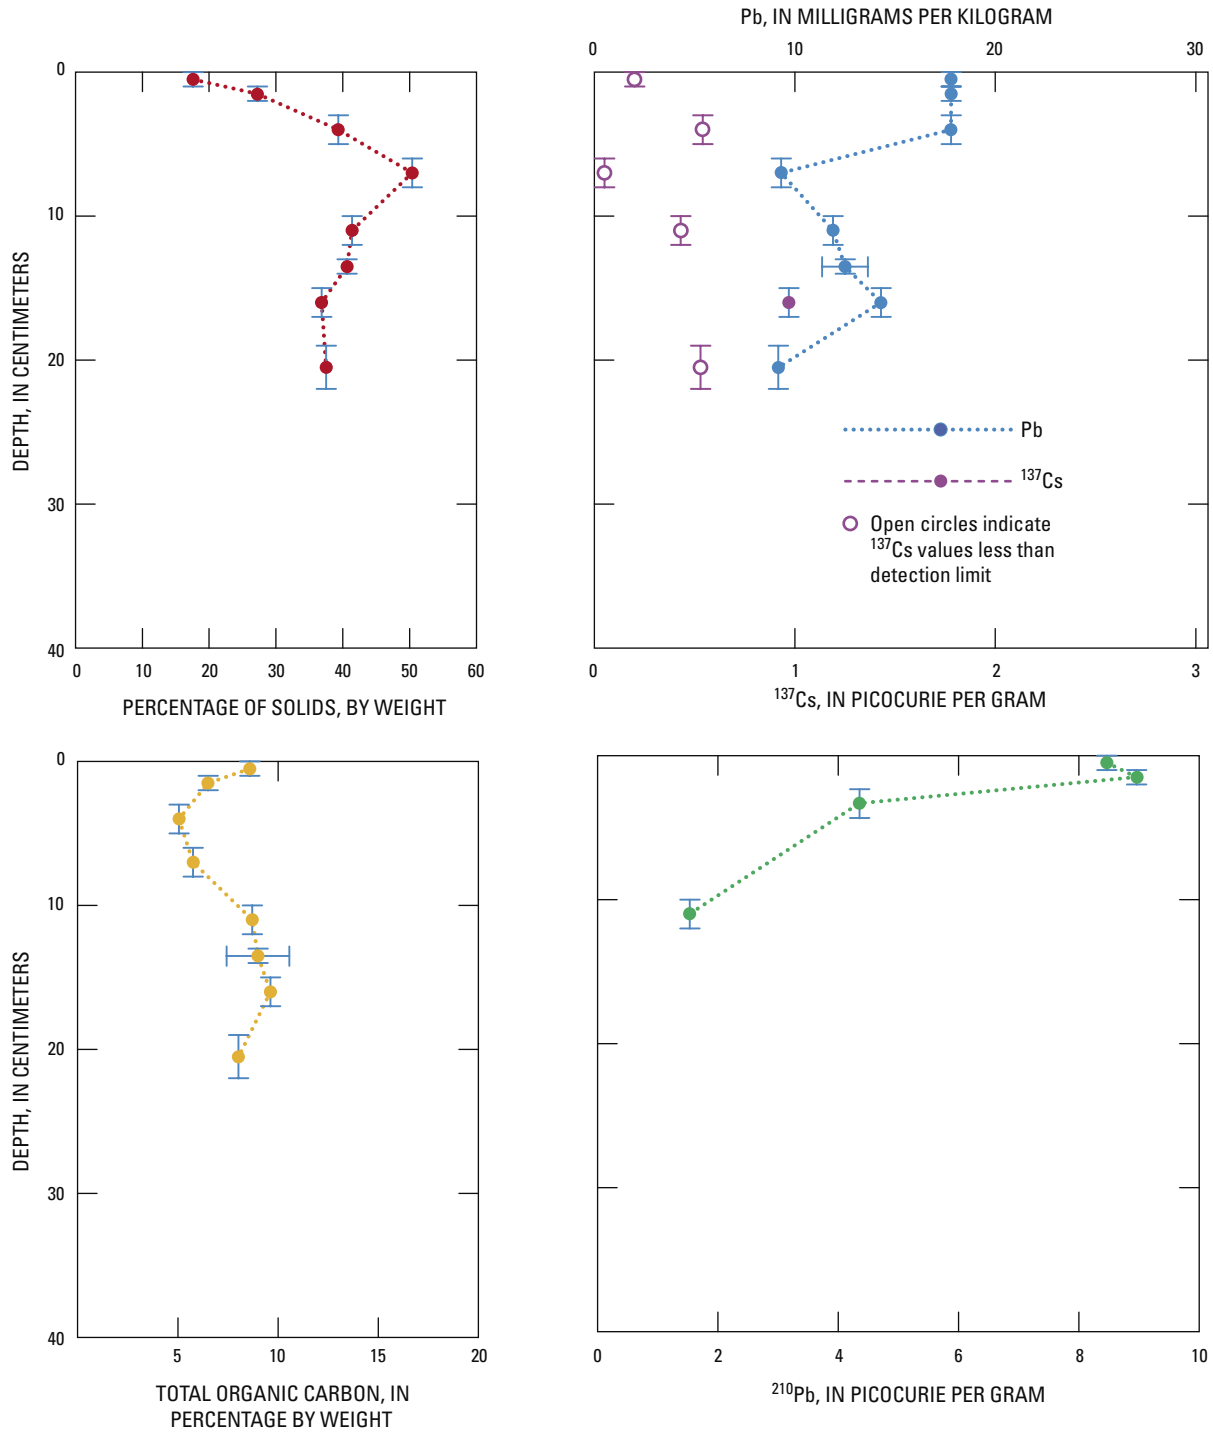 Pb, IN MILLIGRAMS PER KILOGRAM
0 10 20 30
0
10
20
30
40
DEPTH, IN CENTIMETERS
0 10 20 30 40 50 60
PERCENTAGE OF SOLIDS, BY WEIGHT
Pb
137Cs
Open circles indicate
137Cs values less than
detection limit
0 1 2 3
137Cs, IN PICOCURIE PER GRAM
0
10
20
30
40
DEPTH, IN CENTIMETERS
5 10 15 20
TOTAL ORGANIC CARBON, IN
PERCENTAGE BY WEIGHT
0 2 4 6 8 10
210Pb, IN PICOCURIE PER GRAM